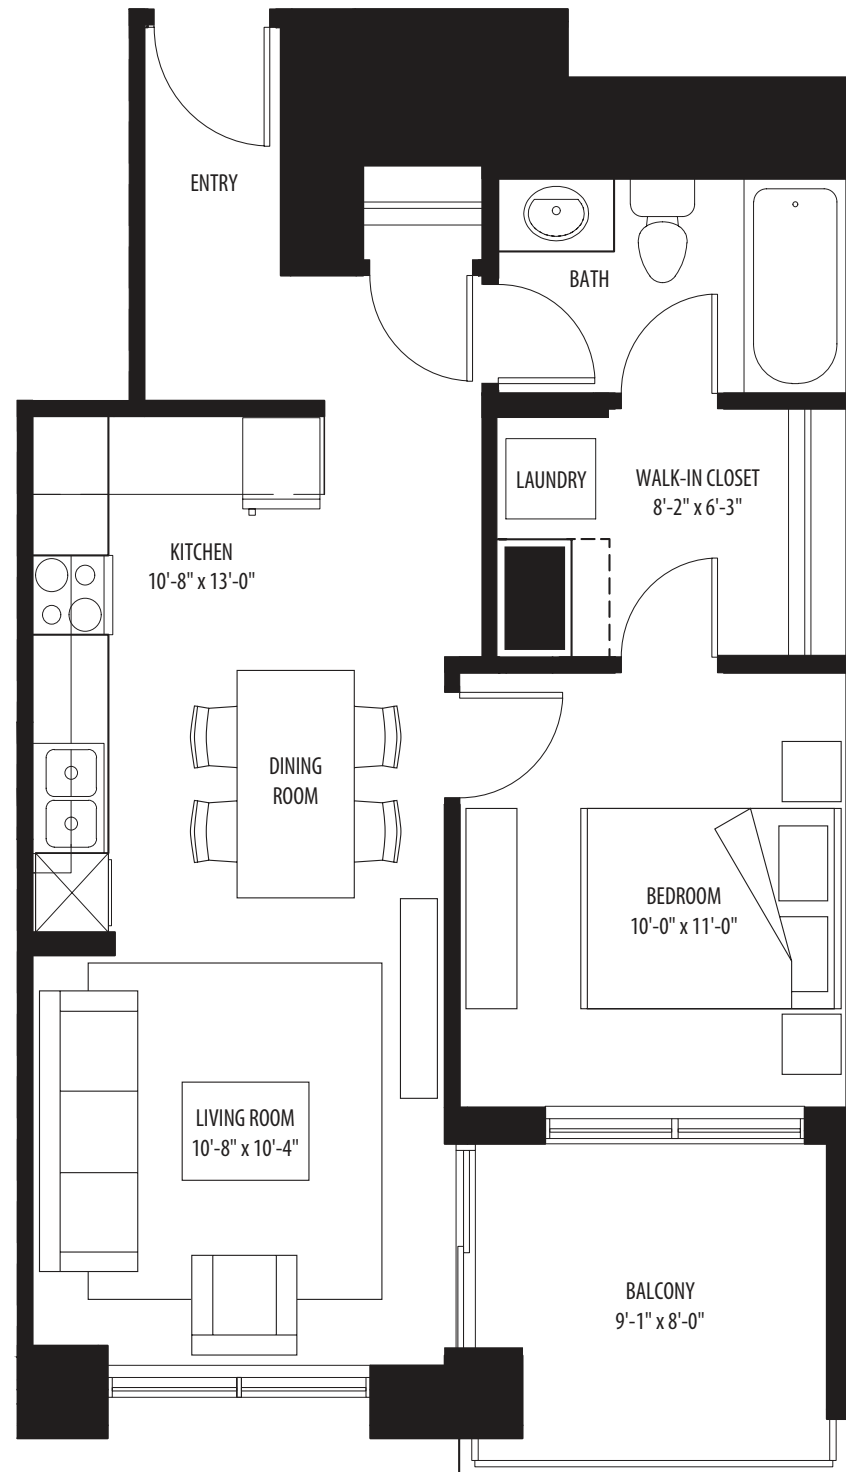 ENTRY
BATH
LAUNDRY
WALK-IN CLOSET
8'-2" x 6'-3"
KITCHEN
10'-8" x 13'-0"
DINING
ROOM
BEDROOM
10'-0" x 11'-0"
LIVING ROOM
10'-8" x 10'-4"
BALCONY
9'-1" x 8'-0"